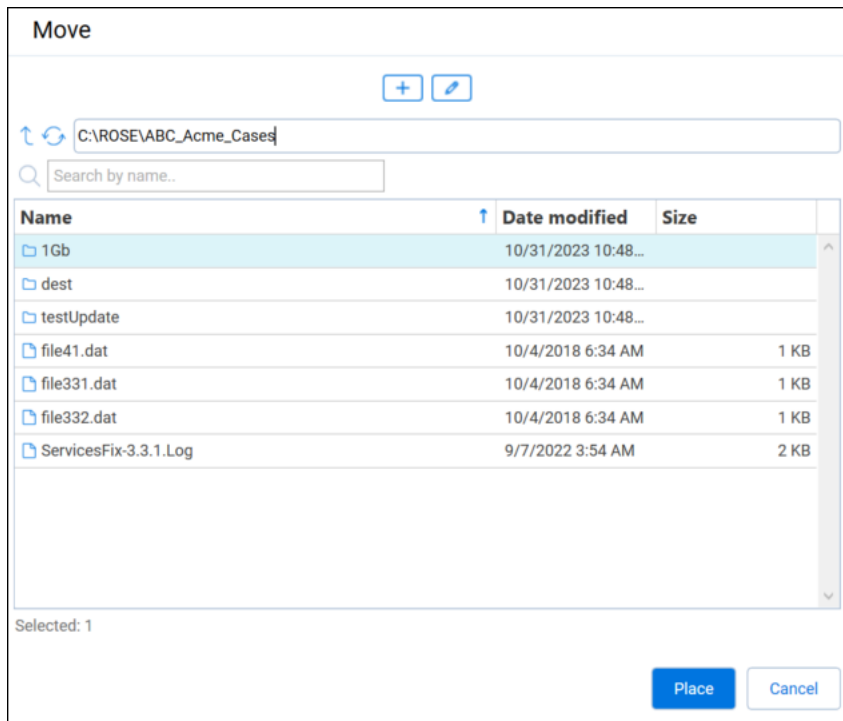 Move
C:\ROSE\ABC_Acme_Cases
Search by name..
Name Date modified Size
1Gb 10/31/2023 10:48...
dest 10/31/2023 10:48...
testUpdate 10/31/2023 10:48...
file41.dat 10/4/2018 6:34 AM 1 KB
file331.dat 10/4/2018 6:34 AM 1 KB
file332.dat 10/4/2018 6:34 AM 1 KB
ServicesFix-3.3.1.Log 9/7/2022 3:54 AM 2 KB
Selected: 1
Place Cancel